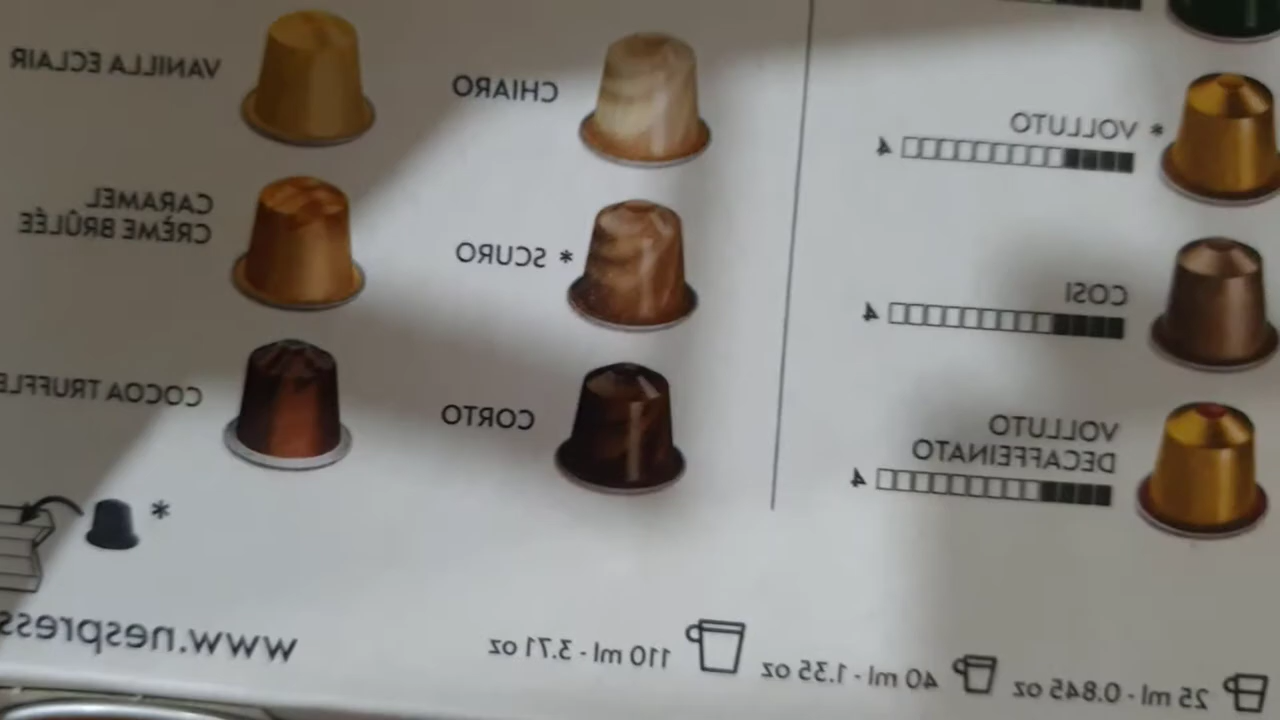 * VOLLUTO
4
COSI
4
VOLLUTO
DECAFFEINATO
4
CHIARO
* SCURO
CORTO
VANILLA ECLAIR
CARAMEL
CRÈME BRÛLÉE
COCOA TRUFFLE
*
25 ml - 0.845 oz
40 ml - 1.35 oz
110 ml - 3.71 oz
www.nespress